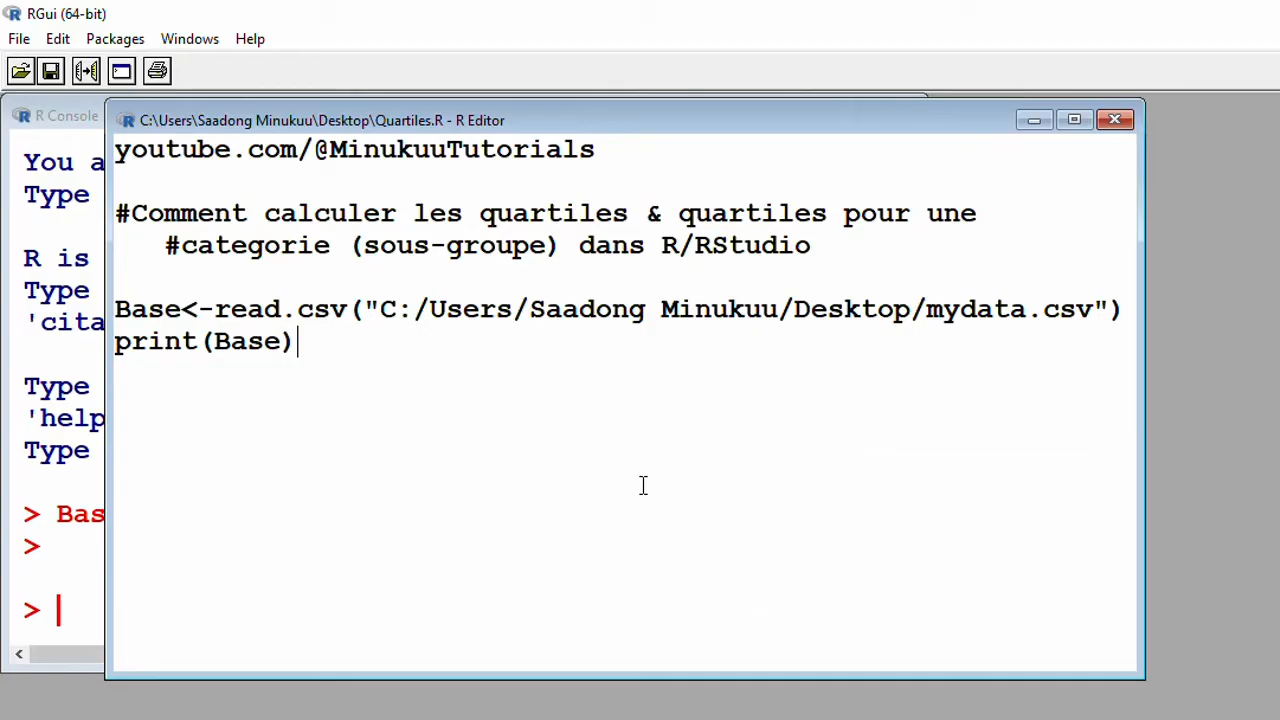 RGui (64-bit)
File Edit Packages Windows Help
R Console
C:\Users\Saadong Minukuu\Desktop\Quartiles.R - R Editor
You a
Type
R is
Type
'cita
Type
'help
Type
> Bas
>
>
youtube.com/@MinukuuTutorials
#Comment calculer les quartiles & quartiles pour une
#categorie (sous-groupe) dans R/RStudio
Base<-read.csv("C:/Users/Saadong Minukuu/Desktop/mydata.csv")
print(Base)